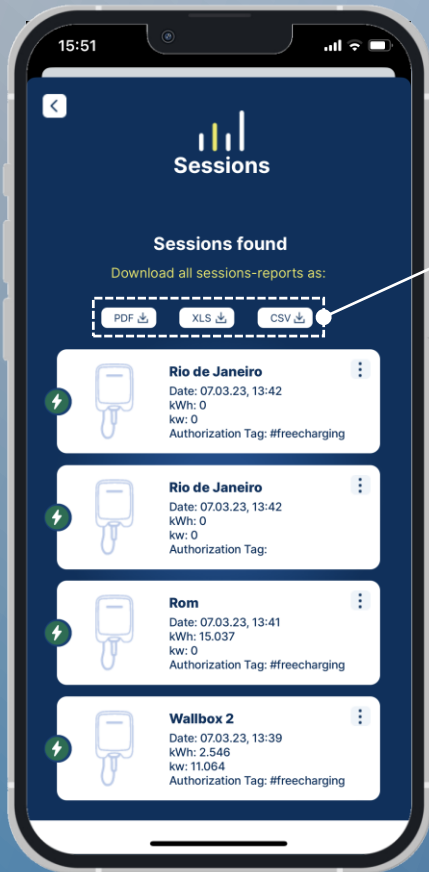 15:51
Sessions
Sessions found
Download all sessions-reports as:
PDF XLS CSV
Rio de Janeiro
Date: 07.03.23, 13:42
kWh: 0
kw: 0
Authorization Tag: #freecharging
Rio de Janeiro
Date: 07.03.23, 13:42
kWh: 0
kw: 0
Authorization Tag:
Rom
Date: 07.03.23, 13:41
kWh: 15.037
kw: 0
Authorization Tag: #freecharging
Wallbox 2
Date: 07.03.23, 13:39
kWh: 2.546
kw: 11.064
Authorization Tag: #freecharging